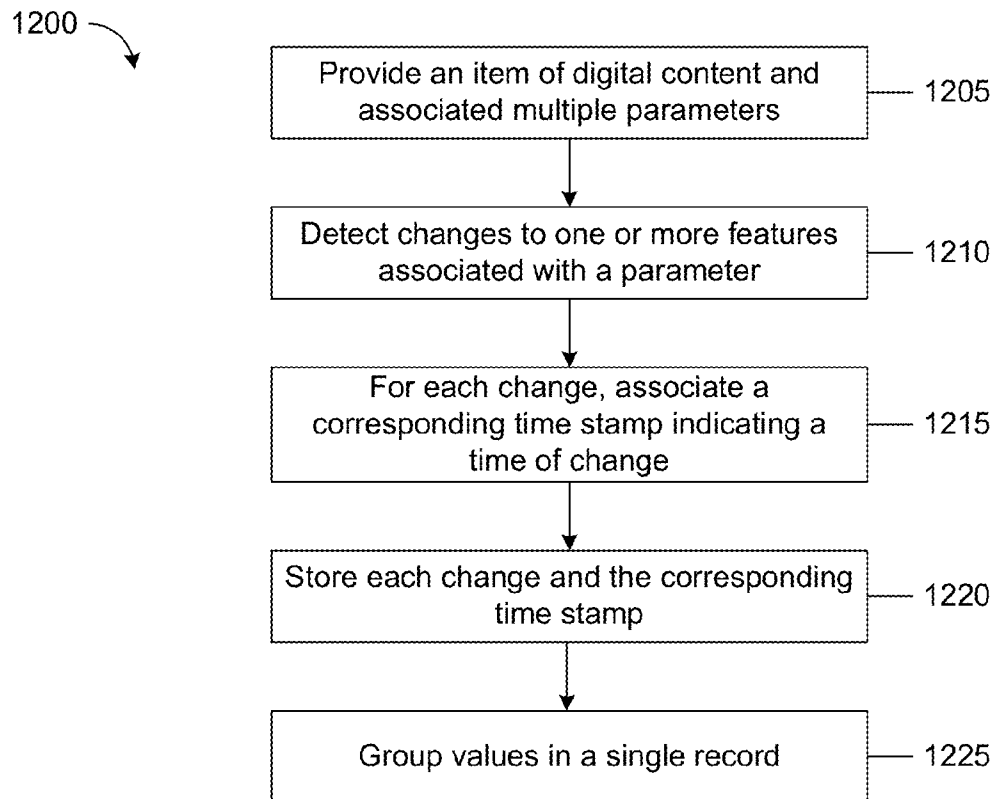 1200
Provide an item of digital content and
associated multiple parameters
1205
Detect changes to one or more features
associated with a parameter
1210
For each change, associate a
corresponding time stamp indicating a
time of change
1215
Store each change and the corresponding
time stamp
1220
Group values in a single record
1225